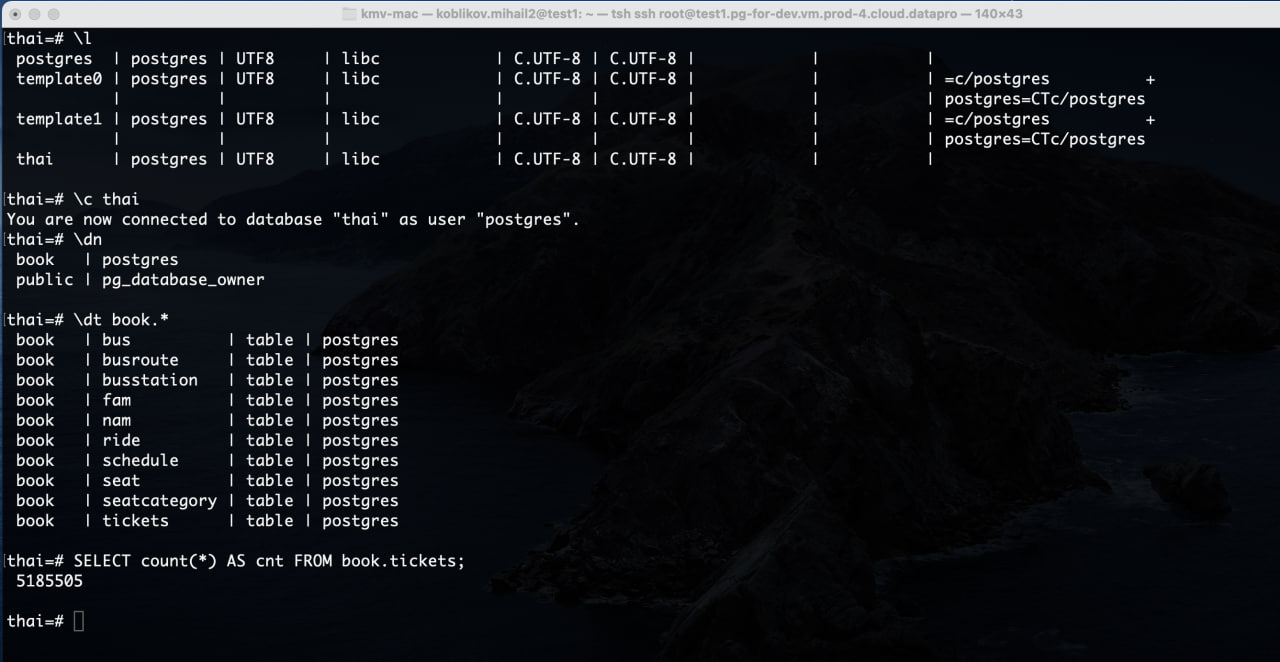 kmv-mac — koblikov.mihail2@test1: ~ — tsh ssh root@test1.pg-for-dev.vm.prod-4.cloud.datapro — 140×43
[thai=# \l
 postgres  | postgres | UTF8     | libc            | C.UTF-8 | C.UTF-8 |            |           |
 template0 | postgres | UTF8     | libc            | C.UTF-8 | C.UTF-8 |            |           | =c/postgres          +
           |          |          |                 |         |         |            |           | postgres=CTc/postgres
 template1 | postgres | UTF8     | libc            | C.UTF-8 | C.UTF-8 |            |           | =c/postgres          +
           |          |          |                 |         |         |            |           | postgres=CTc/postgres
 thai      | postgres | UTF8     | libc            | C.UTF-8 | C.UTF-8 |            |           |
[thai=# \c thai
You are now connected to database "thai" as user "postgres".
[thai=# \dn
 book   | postgres
 public | pg_database_owner
[thai=# \dt book.*
 book   | bus          | table | postgres
 book   | busroute     | table | postgres
 book   | busstation   | table | postgres
 book   | fam          | table | postgres
 book   | nam          | table | postgres
 book   | ride         | table | postgres
 book   | schedule     | table | postgres
 book   | seat         | table | postgres
 book   | seatcategory | table | postgres
 book   | tickets      | table | postgres
[thai=# SELECT count(*) AS cnt FROM book.tickets;
 5185505
thai=#